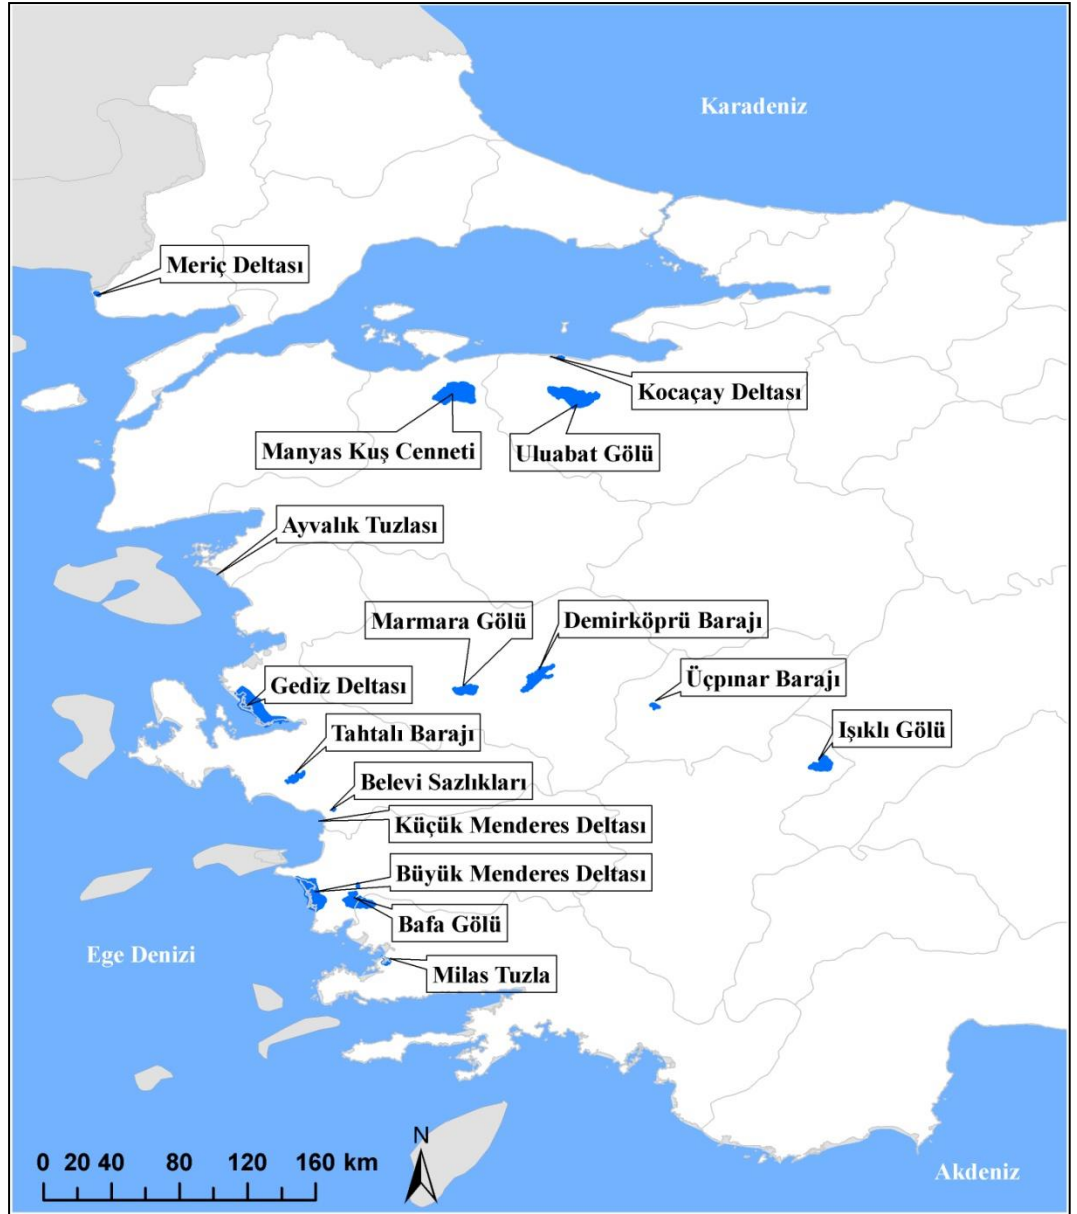 Karadeniz
Meriç Deltası
Kocaçay Deltası
Manyas Kuş Cenneti
Uluabat Gölü
Ayvalık Tuzlası
Marmara Gölü
Demirköprü Barajı
Gediz Deltası
Üçpınar Barajı
Tahtalı Barajı
Işıklı Gölü
Belevi Sazlıkları
Küçük Menderes Deltası
Büyük Menderes Deltası
Bafa Gölü
Ege Denizi
Milas Tuzla
N
0 20 40 80 120 160 km
Akdeniz